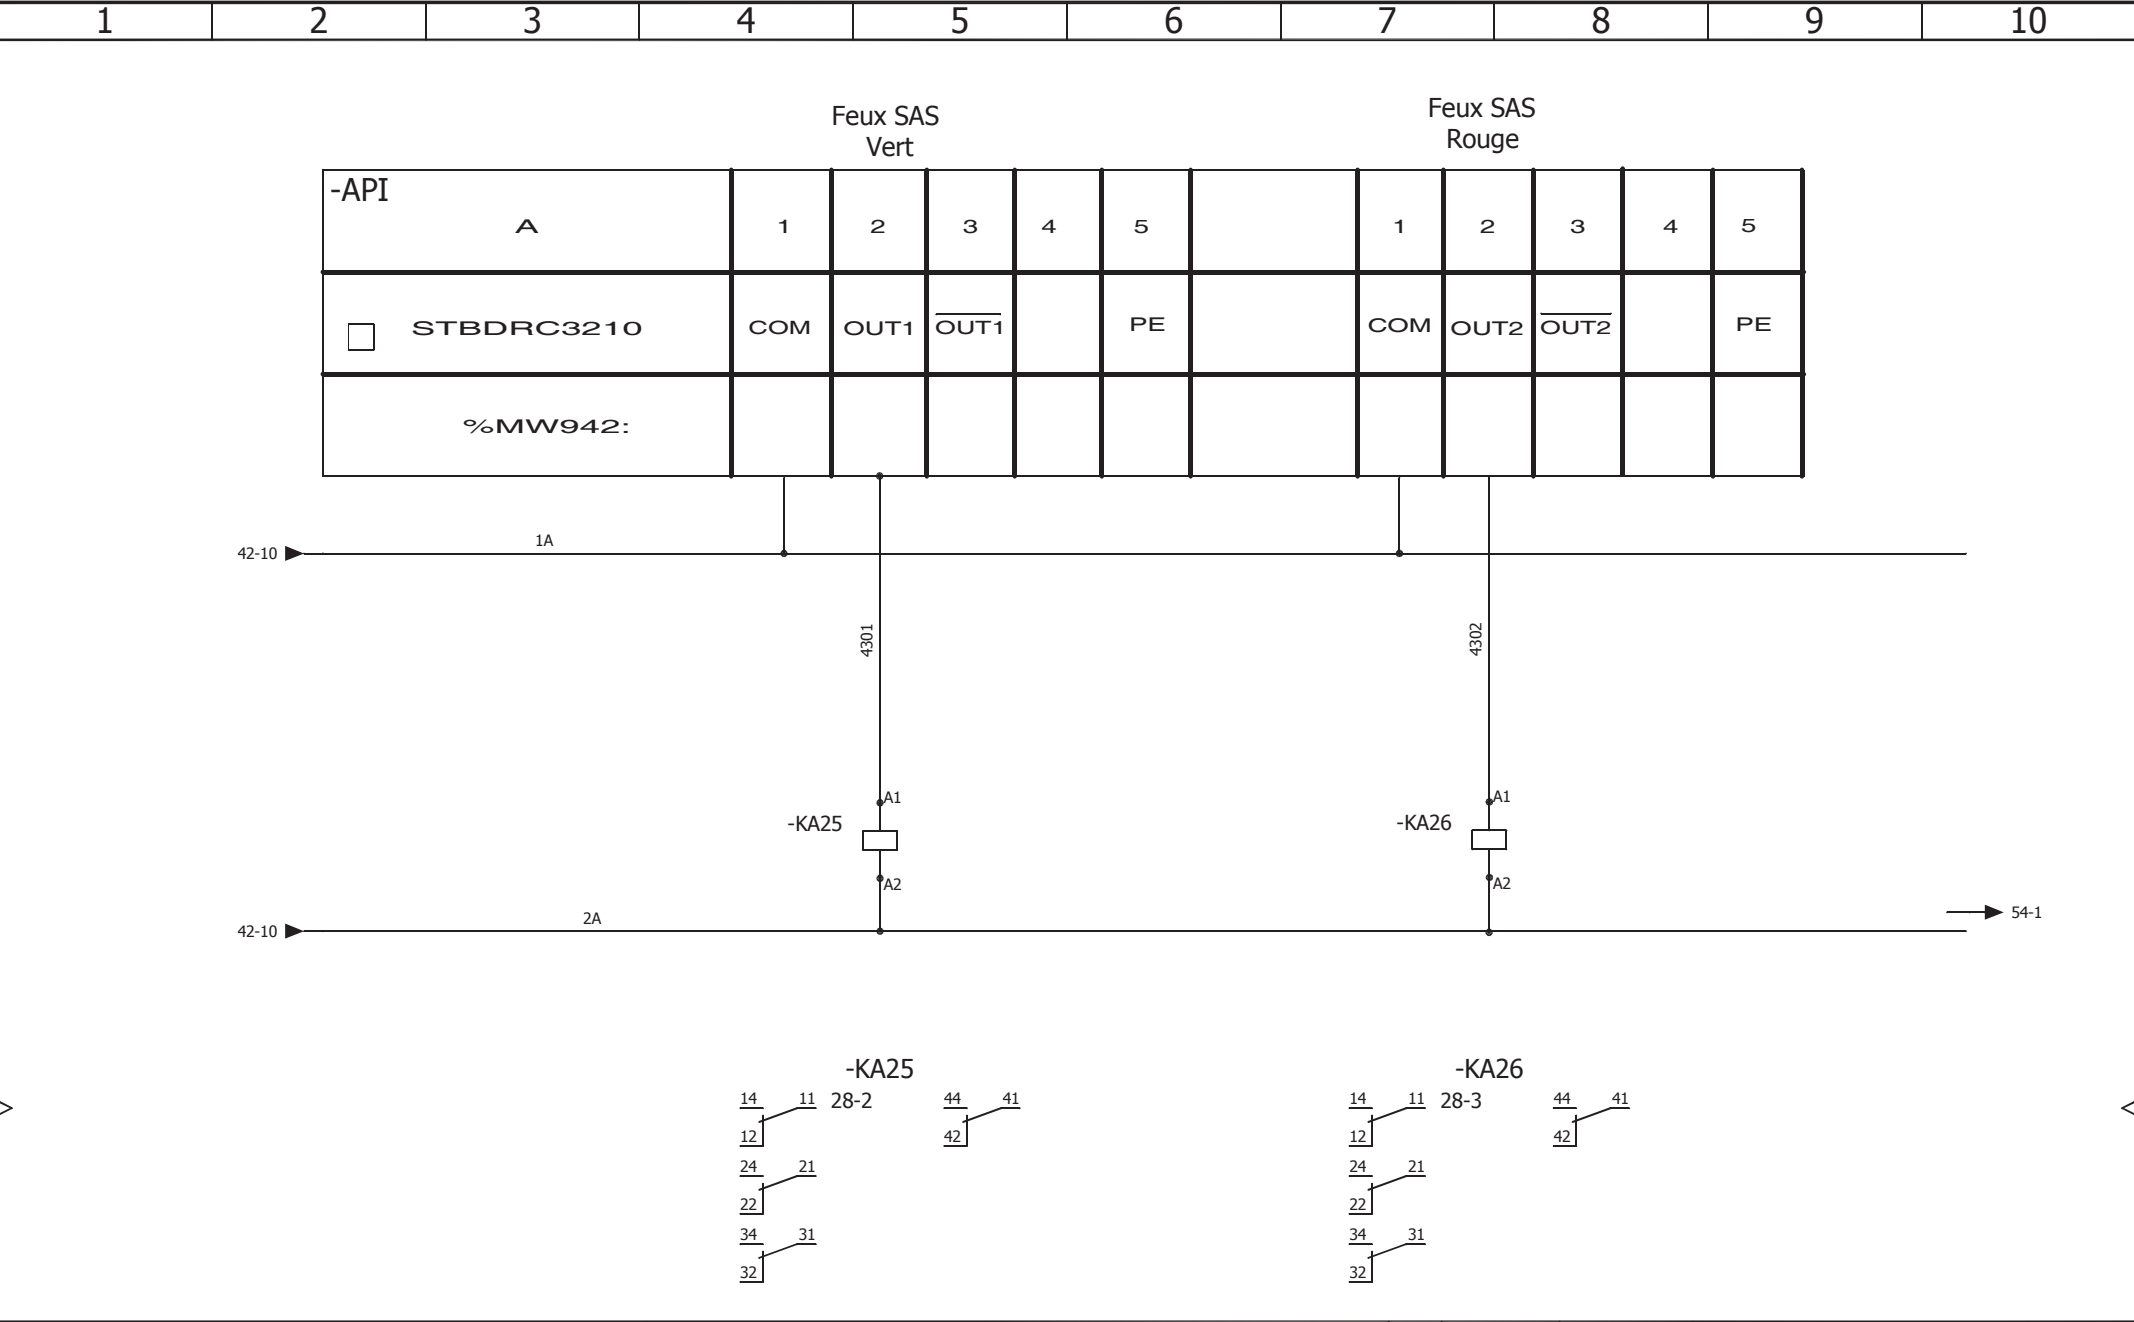 1 2 3 4 5 6 7 8 9 10
Feux SAS
Vert
Feux SAS
Rouge
-API
A 1 2 3 4 5 1 2 3 4 5
STBDRC3210 COM OUT1 OUT1 PE COM OUT2 OUT2 PE
%MW942:
42-10 1A
4301 4302
A1 A1
-KA25 -KA26
A2 A2
42-10 2A 54-1
-KA25 -KA26
14 11 28-2 44 41 14 11 28-3 44 41
12 42 12 42
24 21 24 21
22 22
34 31 34 31
32 32